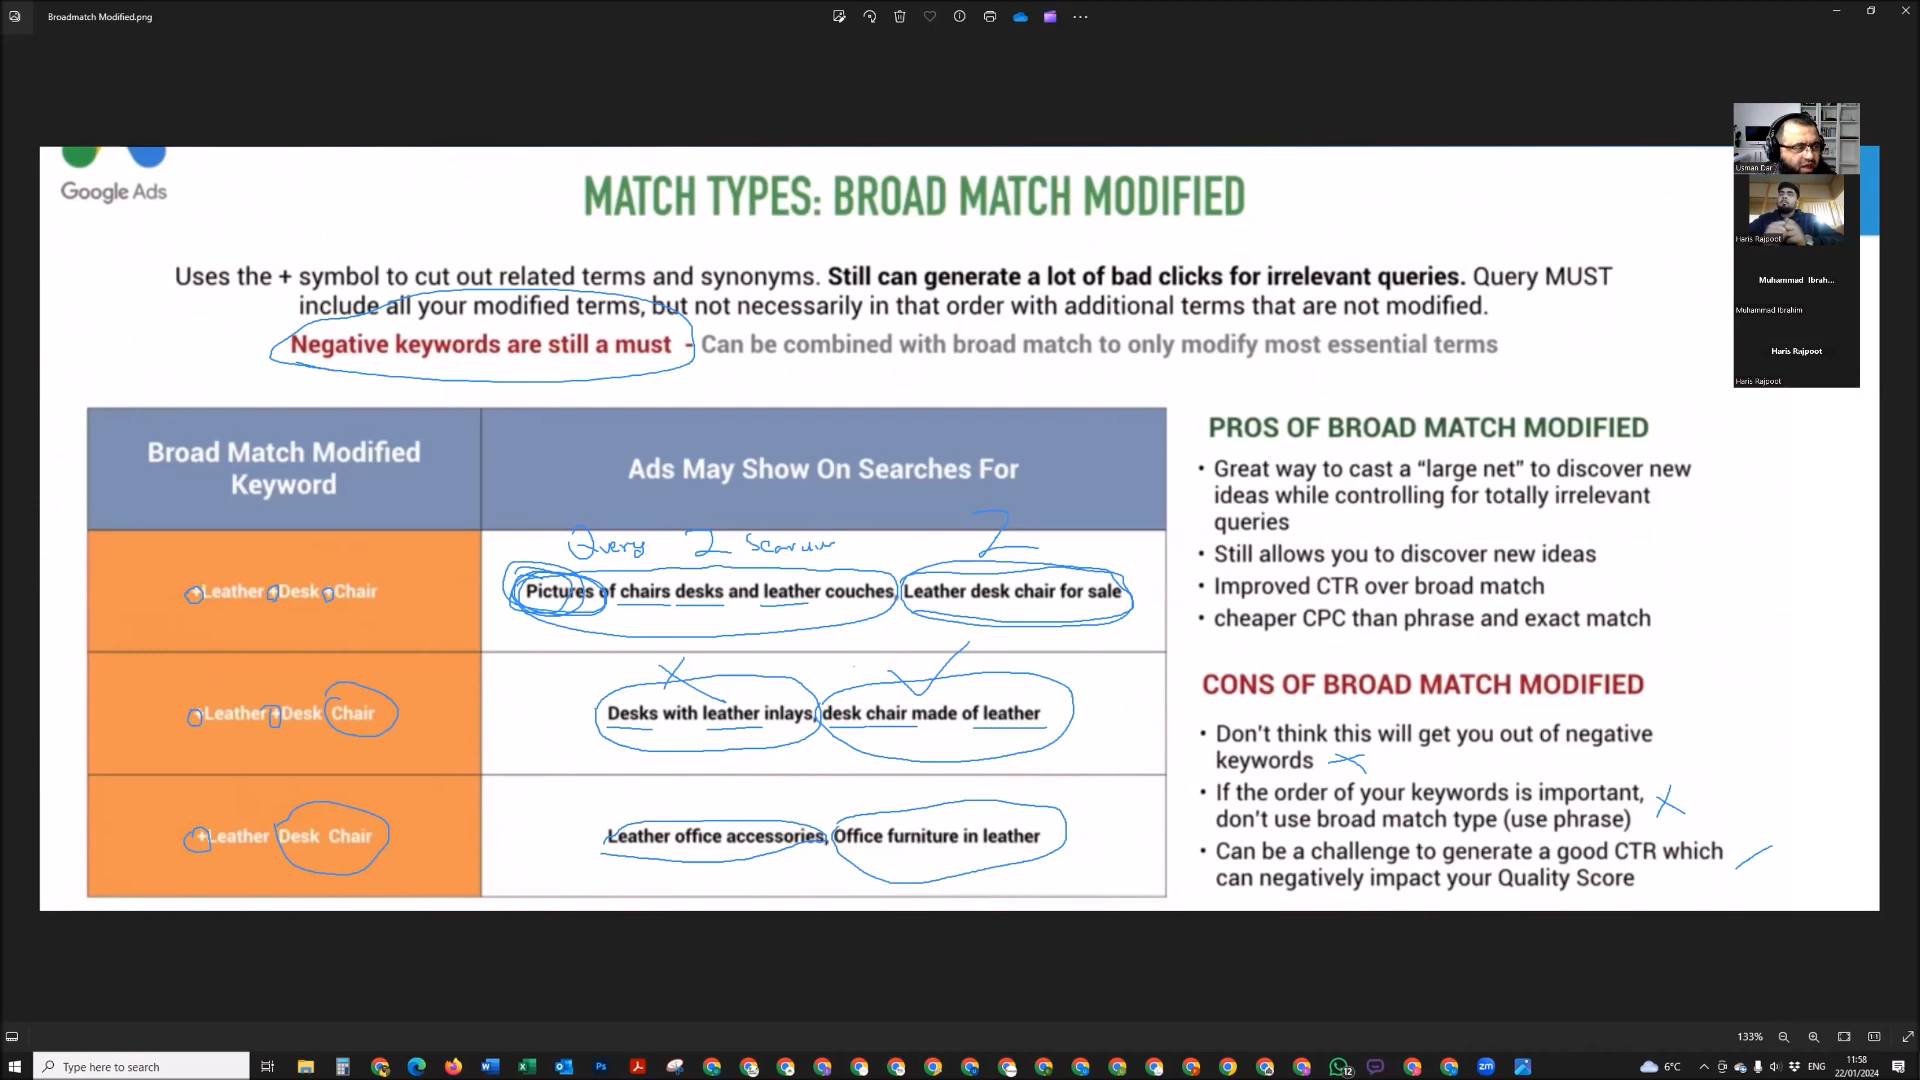 Broadmatch Modified.png
Google Ads
MATCH TYPES: BROAD MATCH MODIFIED
Uses the + symbol to cut out related terms and synonyms. Still can generate a lot of bad clicks for irrelevant queries. Query MUST
include all your modified terms, but not necessarily in that order with additional terms that are not modified.
Negative keywords are still a must - Can be combined with broad match to only modify most essential terms
Usman Dar
Haris Rajpoot
Muhammad Ibrah...
Muhammad Ibrahim
Haris Rajpoot
Haris Rajpoot
Broad Match Modified
Keyword
Ads May Show On Searches For
Query 2
2
+Leather +Desk +Chair
Pictures of chairs desks and leather couches, Leather desk chair for sale
+Leather +Desk Chair
Desks with leather inlays, desk chair made of leather
+Leather Desk Chair
Leather office accessories, Office furniture in leather
PROS OF BROAD MATCH MODIFIED
• Great way to cast a “large net” to discover new
ideas while controlling for totally irrelevant
queries
• Still allows you to discover new ideas
• Improved CTR over broad match
• cheaper CPC than phrase and exact match
CONS OF BROAD MATCH MODIFIED
• Don't think this will get you out of negative
keywords
• If the order of your keywords is important,
don't use broad match type (use phrase)
• Can be a challenge to generate a good CTR which
can negatively impact your Quality Score
133%
Type here to search
12
zm
6°C
ENG
11:58
22/01/2024